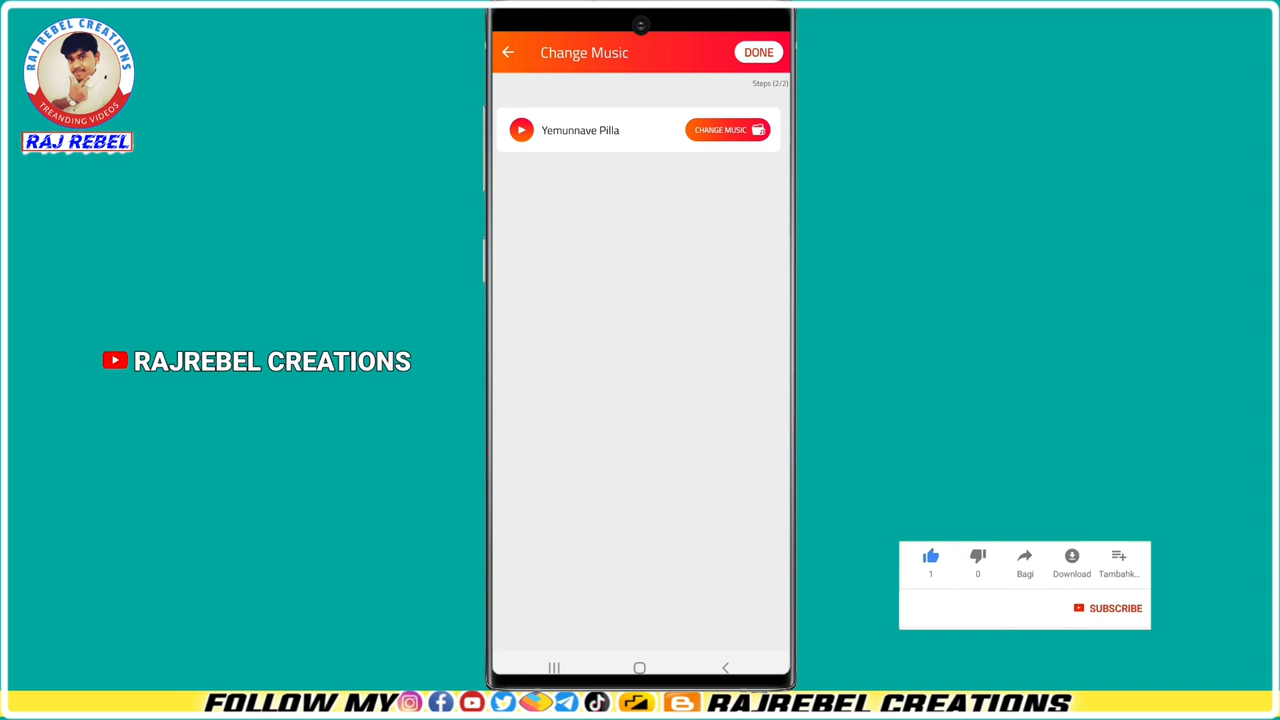 RAJ REBEL CREATIONS
TREANDING VIDEOS
RAJ REBEL
Change Music
DONE
Steps (2/2)
Yemunnave Pilla
CHANGE MUSIC
RAJREBEL CREATIONS
1
0
Bagi
Download
Tambahk...
SUBSCRIBE
FOLLOW MY RAJREBEL CREATIONS